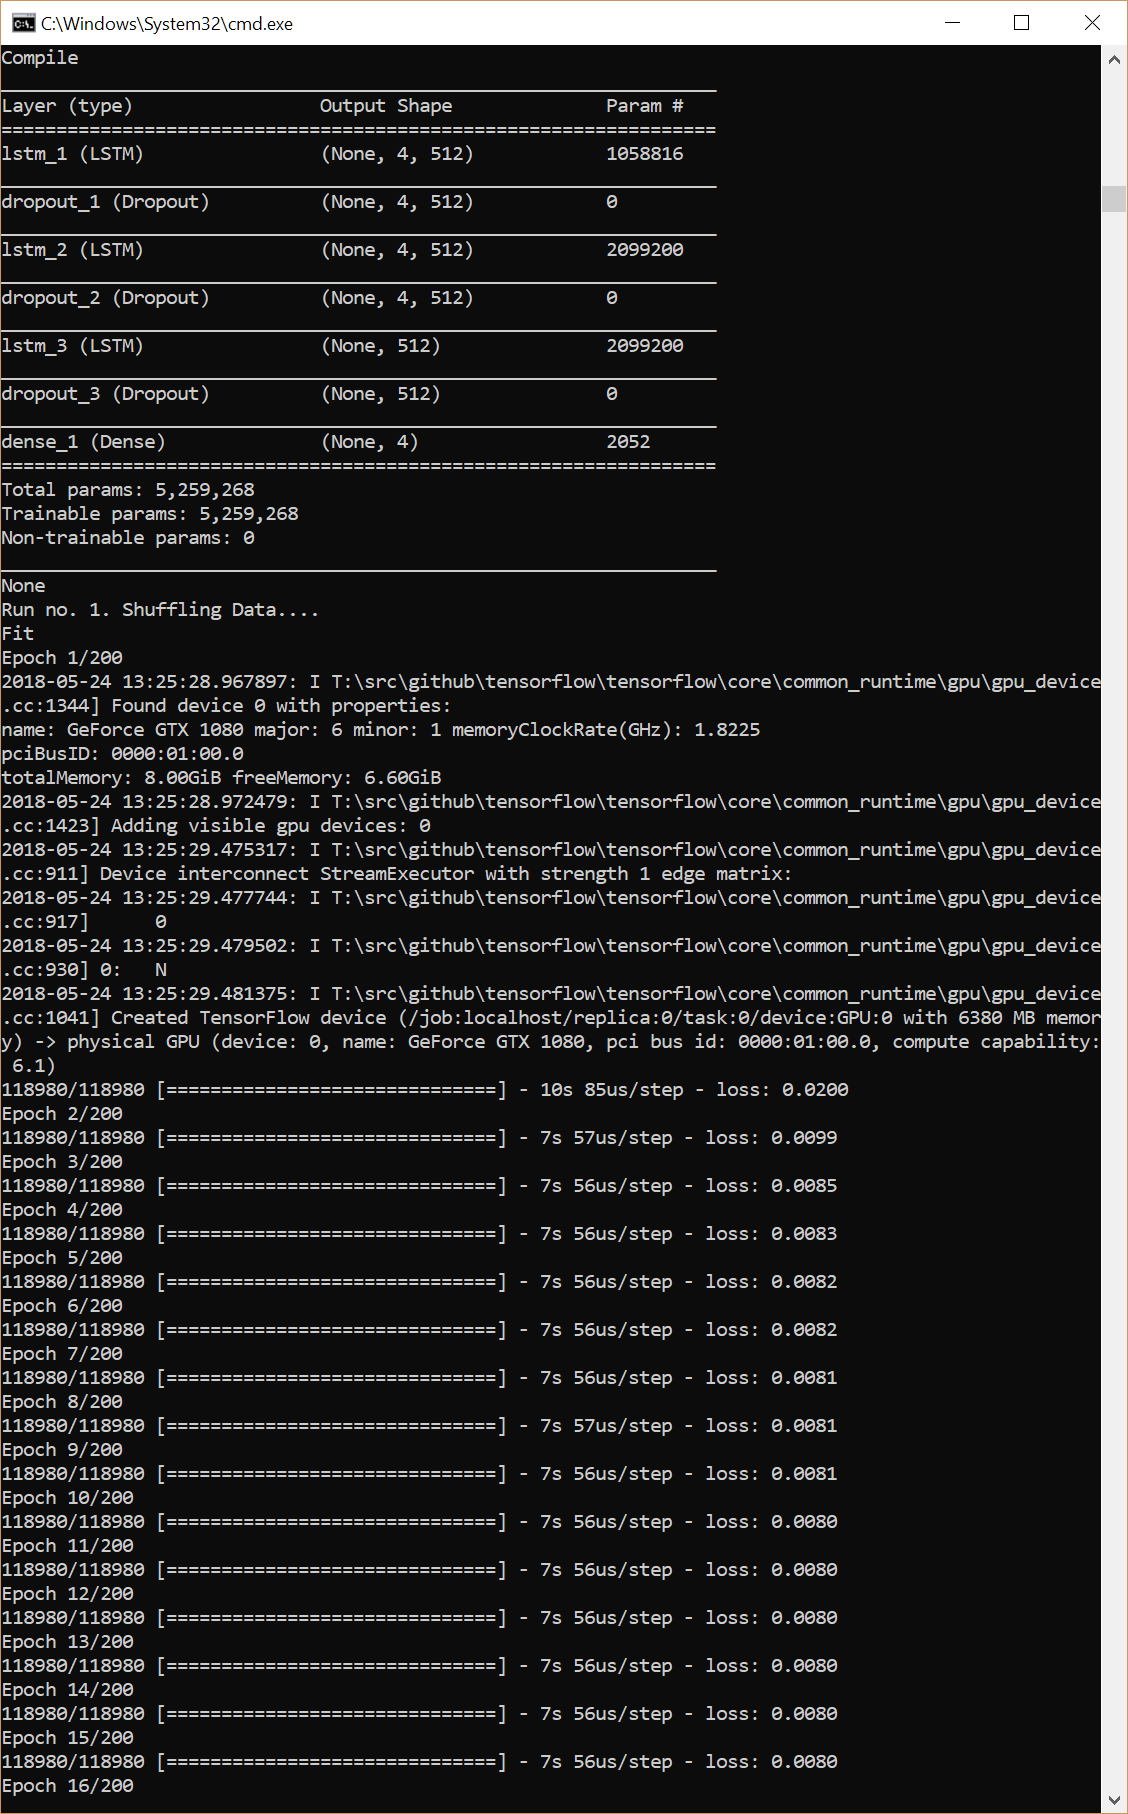 C:\Windows\System32\cmd.exe
Compile
_________________________________________________________________
Layer (type)                 Output Shape              Param #
=================================================================
lstm_1 (LSTM)                (None, 4, 512)            1058816
_________________________________________________________________
dropout_1 (Dropout)          (None, 4, 512)            0
_________________________________________________________________
lstm_2 (LSTM)                (None, 4, 512)            2099200
_________________________________________________________________
dropout_2 (Dropout)          (None, 4, 512)            0
_________________________________________________________________
lstm_3 (LSTM)                (None, 512)               2099200
_________________________________________________________________
dropout_3 (Dropout)          (None, 512)               0
_________________________________________________________________
dense_1 (Dense)              (None, 4)                 2052
=================================================================
Total params: 5,259,268
Trainable params: 5,259,268
Non-trainable params: 0
_________________________________________________________________
None
Run no. 1. Shuffling Data....
Fit
Epoch 1/200
2018-05-24 13:25:28.967897: I T:\src\github\tensorflow\tensorflow\core\common_runtime\gpu\gpu_device
.cc:1344] Found device 0 with properties:
name: GeForce GTX 1080 major: 6 minor: 1 memoryClockRate(GHz): 1.8225
pciBusID: 0000:01:00.0
totalMemory: 8.00GiB freeMemory: 6.60GiB
2018-05-24 13:25:28.972479: I T:\src\github\tensorflow\tensorflow\core\common_runtime\gpu\gpu_device
.cc:1423] Adding visible gpu devices: 0
2018-05-24 13:25:29.475317: I T:\src\github\tensorflow\tensorflow\core\common_runtime\gpu\gpu_device
.cc:911] Device interconnect StreamExecutor with strength 1 edge matrix:
2018-05-24 13:25:29.477744: I T:\src\github\tensorflow\tensorflow\core\common_runtime\gpu\gpu_device
.cc:917]      0
2018-05-24 13:25:29.479502: I T:\src\github\tensorflow\tensorflow\core\common_runtime\gpu\gpu_device
.cc:930] 0:   N
2018-05-24 13:25:29.481375: I T:\src\github\tensorflow\tensorflow\core\common_runtime\gpu\gpu_device
.cc:1041] Created TensorFlow device (/job:localhost/replica:0/task:0/device:GPU:0 with 6380 MB memor
y) -> physical GPU (device: 0, name: GeForce GTX 1080, pci bus id: 0000:01:00.0, compute capability:
 6.1)
118980/118980 [==============================] - 10s 85us/step - loss: 0.0200
Epoch 2/200
118980/118980 [==============================] - 7s 57us/step - loss: 0.0099
Epoch 3/200
118980/118980 [==============================] - 7s 56us/step - loss: 0.0085
Epoch 4/200
118980/118980 [==============================] - 7s 56us/step - loss: 0.0083
Epoch 5/200
118980/118980 [==============================] - 7s 56us/step - loss: 0.0082
Epoch 6/200
118980/118980 [==============================] - 7s 56us/step - loss: 0.0082
Epoch 7/200
118980/118980 [==============================] - 7s 56us/step - loss: 0.0081
Epoch 8/200
118980/118980 [==============================] - 7s 57us/step - loss: 0.0081
Epoch 9/200
118980/118980 [==============================] - 7s 56us/step - loss: 0.0081
Epoch 10/200
118980/118980 [==============================] - 7s 56us/step - loss: 0.0080
Epoch 11/200
118980/118980 [==============================] - 7s 56us/step - loss: 0.0080
Epoch 12/200
118980/118980 [==============================] - 7s 56us/step - loss: 0.0080
Epoch 13/200
118980/118980 [==============================] - 7s 56us/step - loss: 0.0080
Epoch 14/200
118980/118980 [==============================] - 7s 56us/step - loss: 0.0080
Epoch 15/200
118980/118980 [==============================] - 7s 56us/step - loss: 0.0080
Epoch 16/200